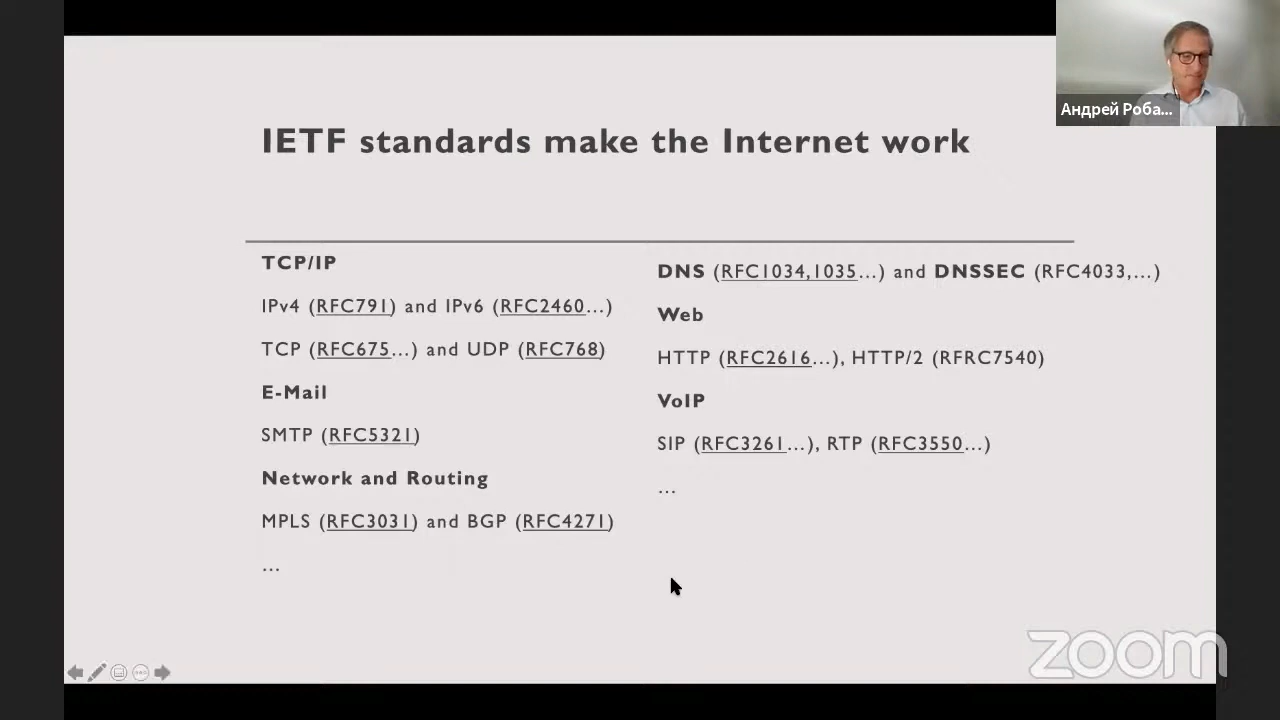 Андрей Роба...
IETF standards make the Internet work
TCP/IP
IPv4 (RFC791) and IPv6 (RFC2460...)
TCP (RFC675...) and UDP (RFC768)
E-Mail
SMTP (RFC5321)
Network and Routing
MPLS (RFC3031) and BGP (RFC4271)
...
DNS (RFC1034,1035...) and DNSSEC (RFC4033,...)
Web
HTTP (RFC2616...), HTTP/2 (RFRC7540)
VoIP
SIP (RFC3261...), RTP (RFC3550...)
...
zoom